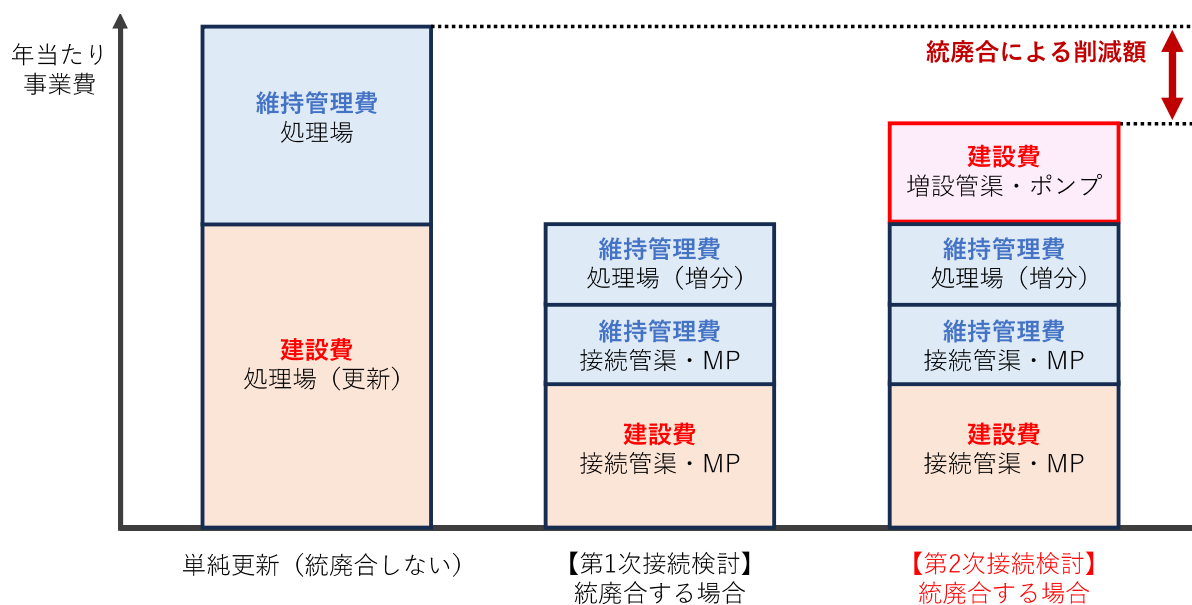 年当たり
事業費
統廃合による削減額
維持管理費
処理場
建設費
処理場（更新）
維持管理費
処理場（増分）
維持管理費
接続管渠・MP
建設費
接続管渠・MP
建設費
増設管渠・ポンプ
維持管理費
処理場（増分）
維持管理費
接続管渠・MP
建設費
接続管渠・MP
単純更新（統廃合しない）
【第1次接続検討】
統廃合する場合
【第2次接続検討】
統廃合する場合